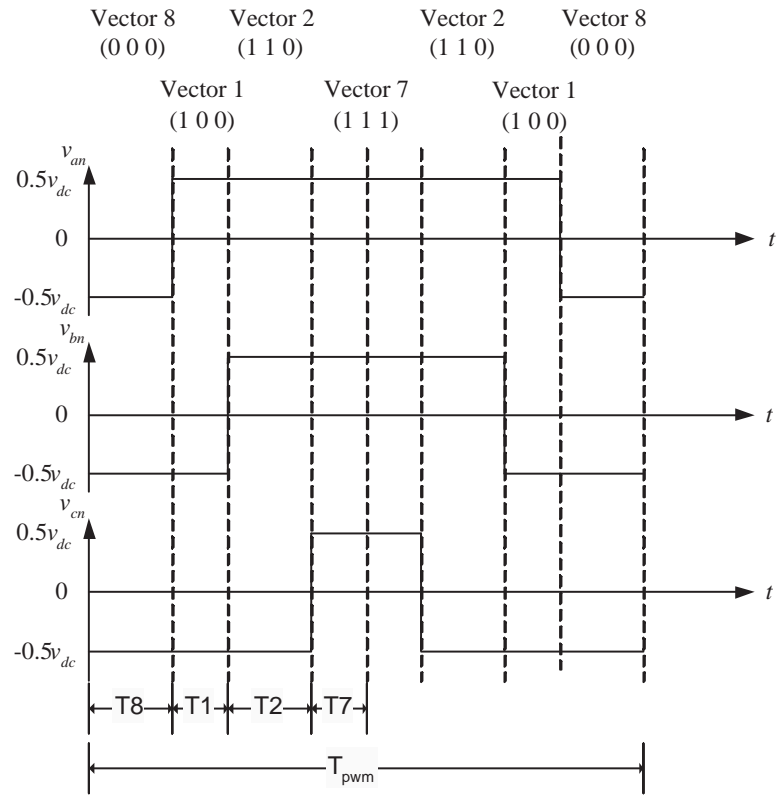 Vector 8 Vector 2 Vector 2 Vector 8
(0 0 0) (1 1 0) (1 1 0) (0 0 0)
Vector 1 Vector 7 Vector 1
(1 0 0) (1 1 1) (1 0 0)
v_an
0.5v_dc
0
t
-0.5v_dc
v_bn
0.5v_dc
0
t
-0.5v_dc
v_cn
0.5v_dc
0
t
-0.5v_dc
T8 T1 T2 T7
T_pwm